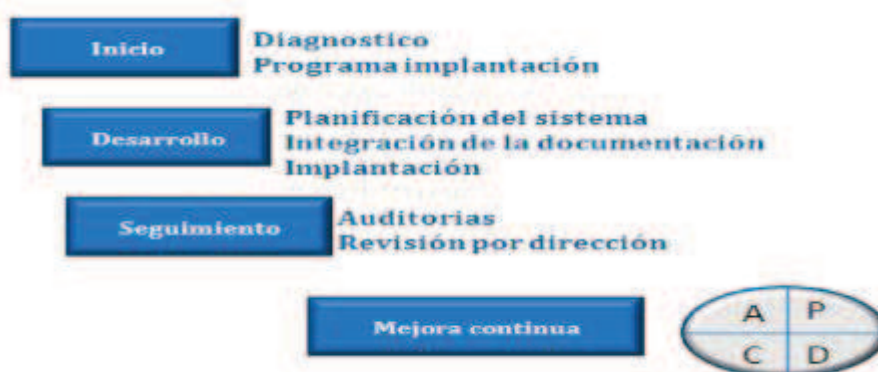 Inicio
Diagnostico
Programa implantación
Desarrollo
Planificación del sistema
Integración de la documentación
Implantación
Seguimiento
Auditorias
Revisión por dirección
Mejora continua
A P
C D